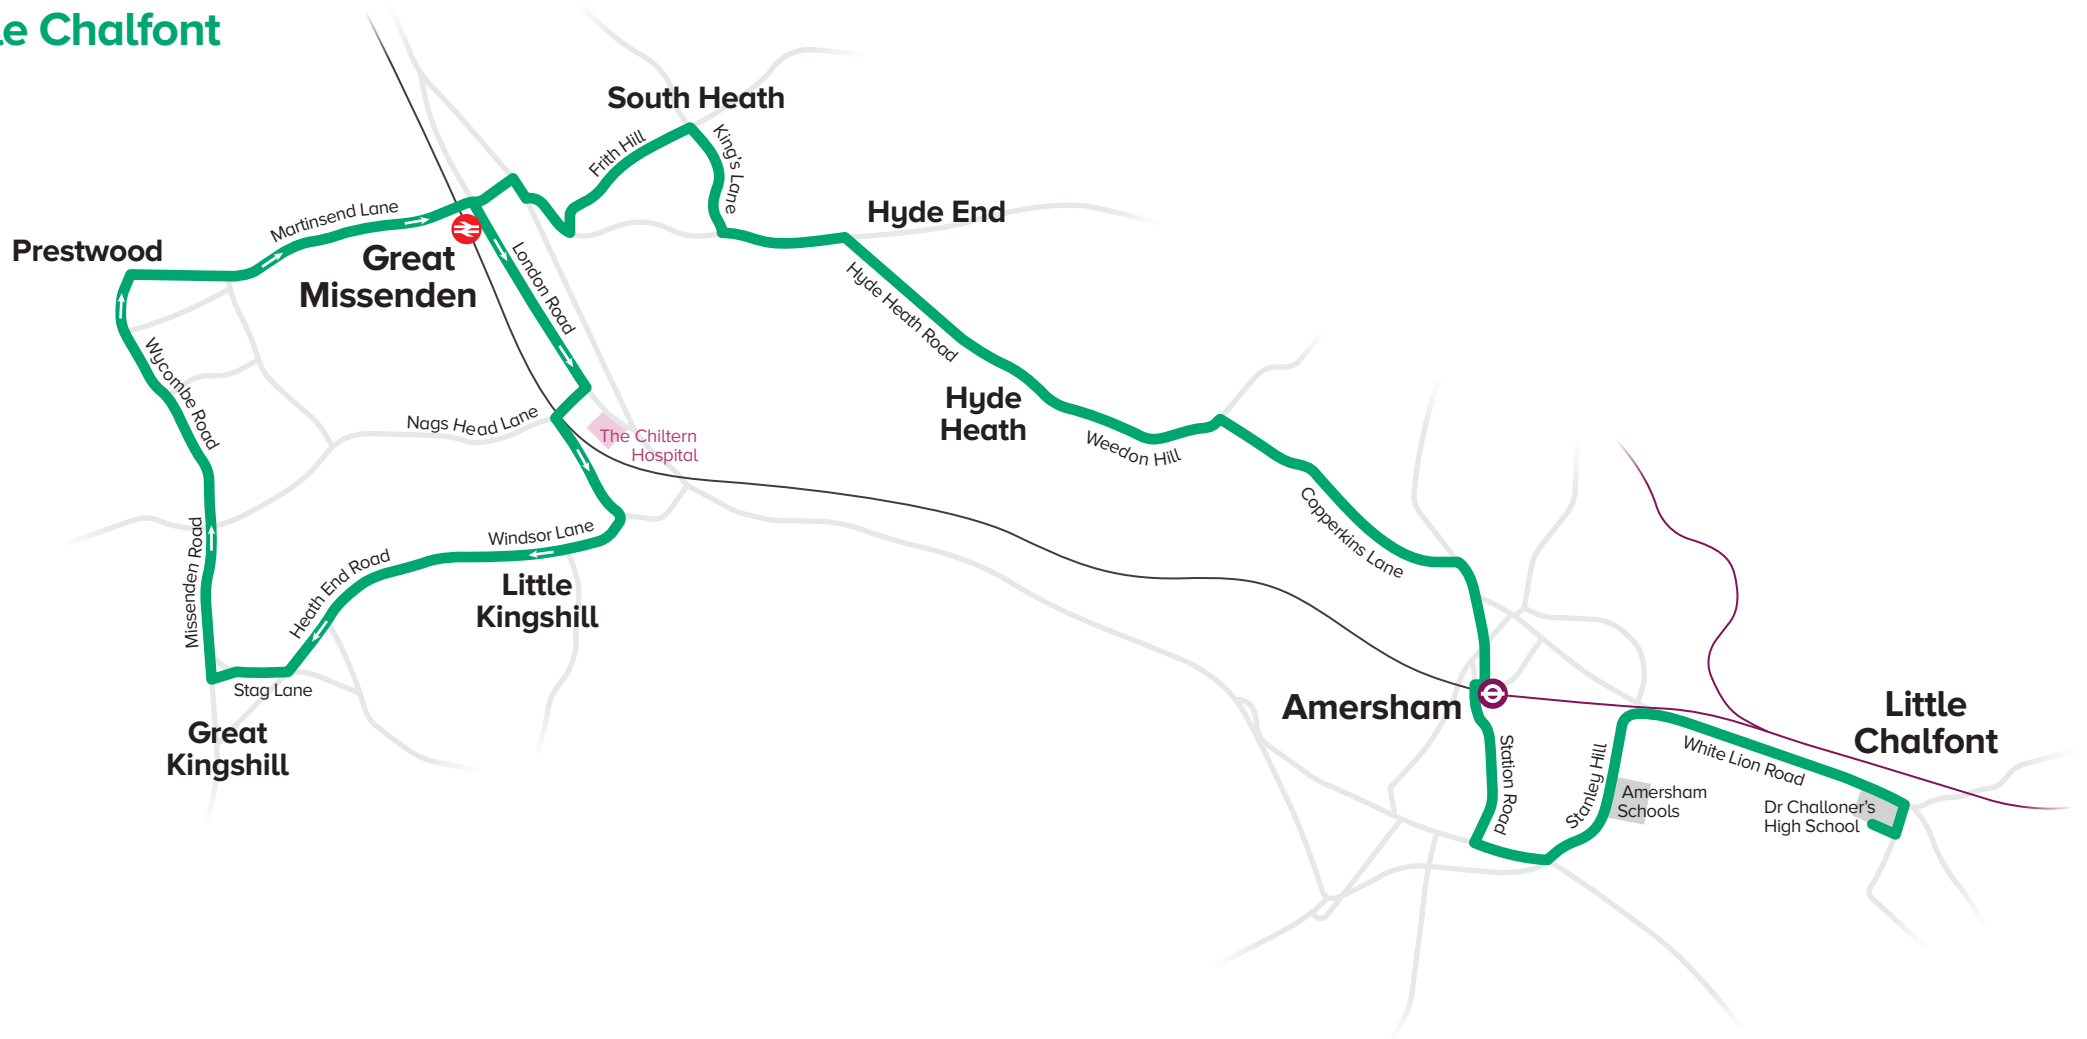 le Chalfont
South Heath
Frith Hill
King's Lane
Martinsend Lane
Hyde End
Prestwood
Great
Missenden
London Road
Hyde Heath Road
Wycombe Road
Nags Head Lane
The Chiltern
Hospital
Hyde
Heath
Weedon Hill
Copperkins Lane
Missenden Road
Windsor Lane
Heath End Road
Little
Kingshill
Stag Lane
Great
Kingshill
Amersham
Station Road
Stanley Hill
Amersham
Schools
White Lion Road
Little
Chalfont
Dr Challoner's
High School